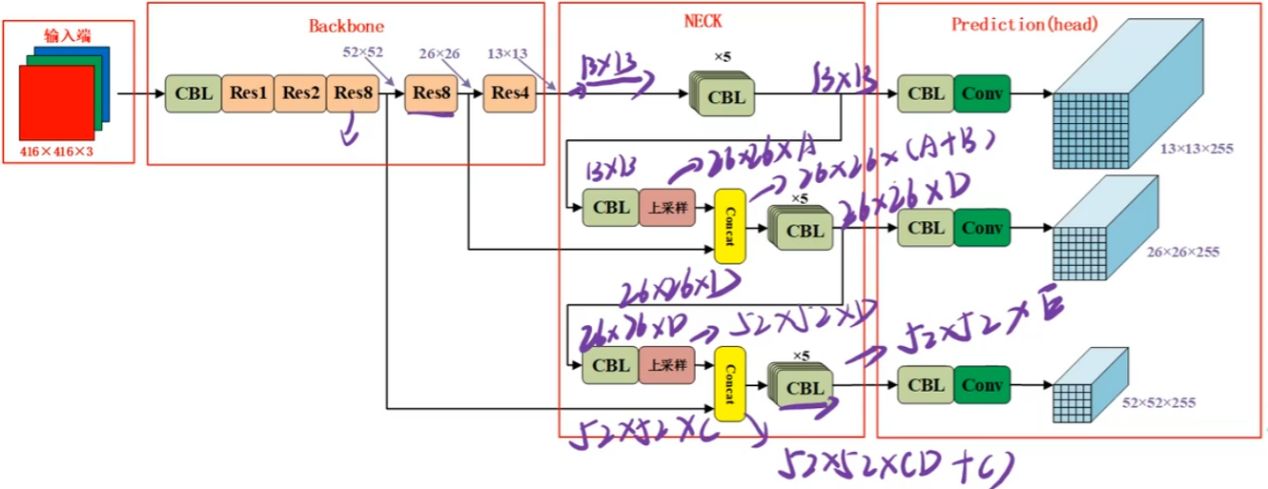 输入端
416×416×3
Backbone
CBL
Res1
Res2
Res8
52×52
Res8
26×26
Res4
13×13
NECK
13×13
×5
CBL
13×13
13×13
CBL
上采样
26×26×A
Concat
26×26×(A+B)
×5
CBL
26×26×D
26×26×D
26×26×D
CBL
上采样
52×52×D
Concat
52×52×C
52×52×(D+C)
×5
CBL
52×52×E
Prediction(head)
CBL
Conv
13×13×255
CBL
Conv
26×26×255
CBL
Conv
52×52×255